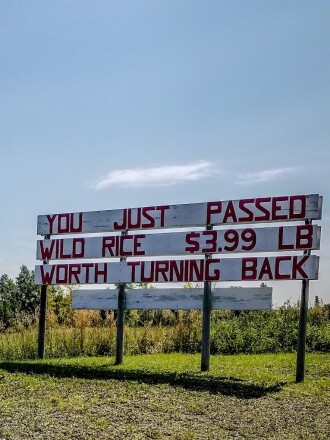 YOU JUST PASSED
WILD RICE $3.99 LB
WORTH TURNING BACK